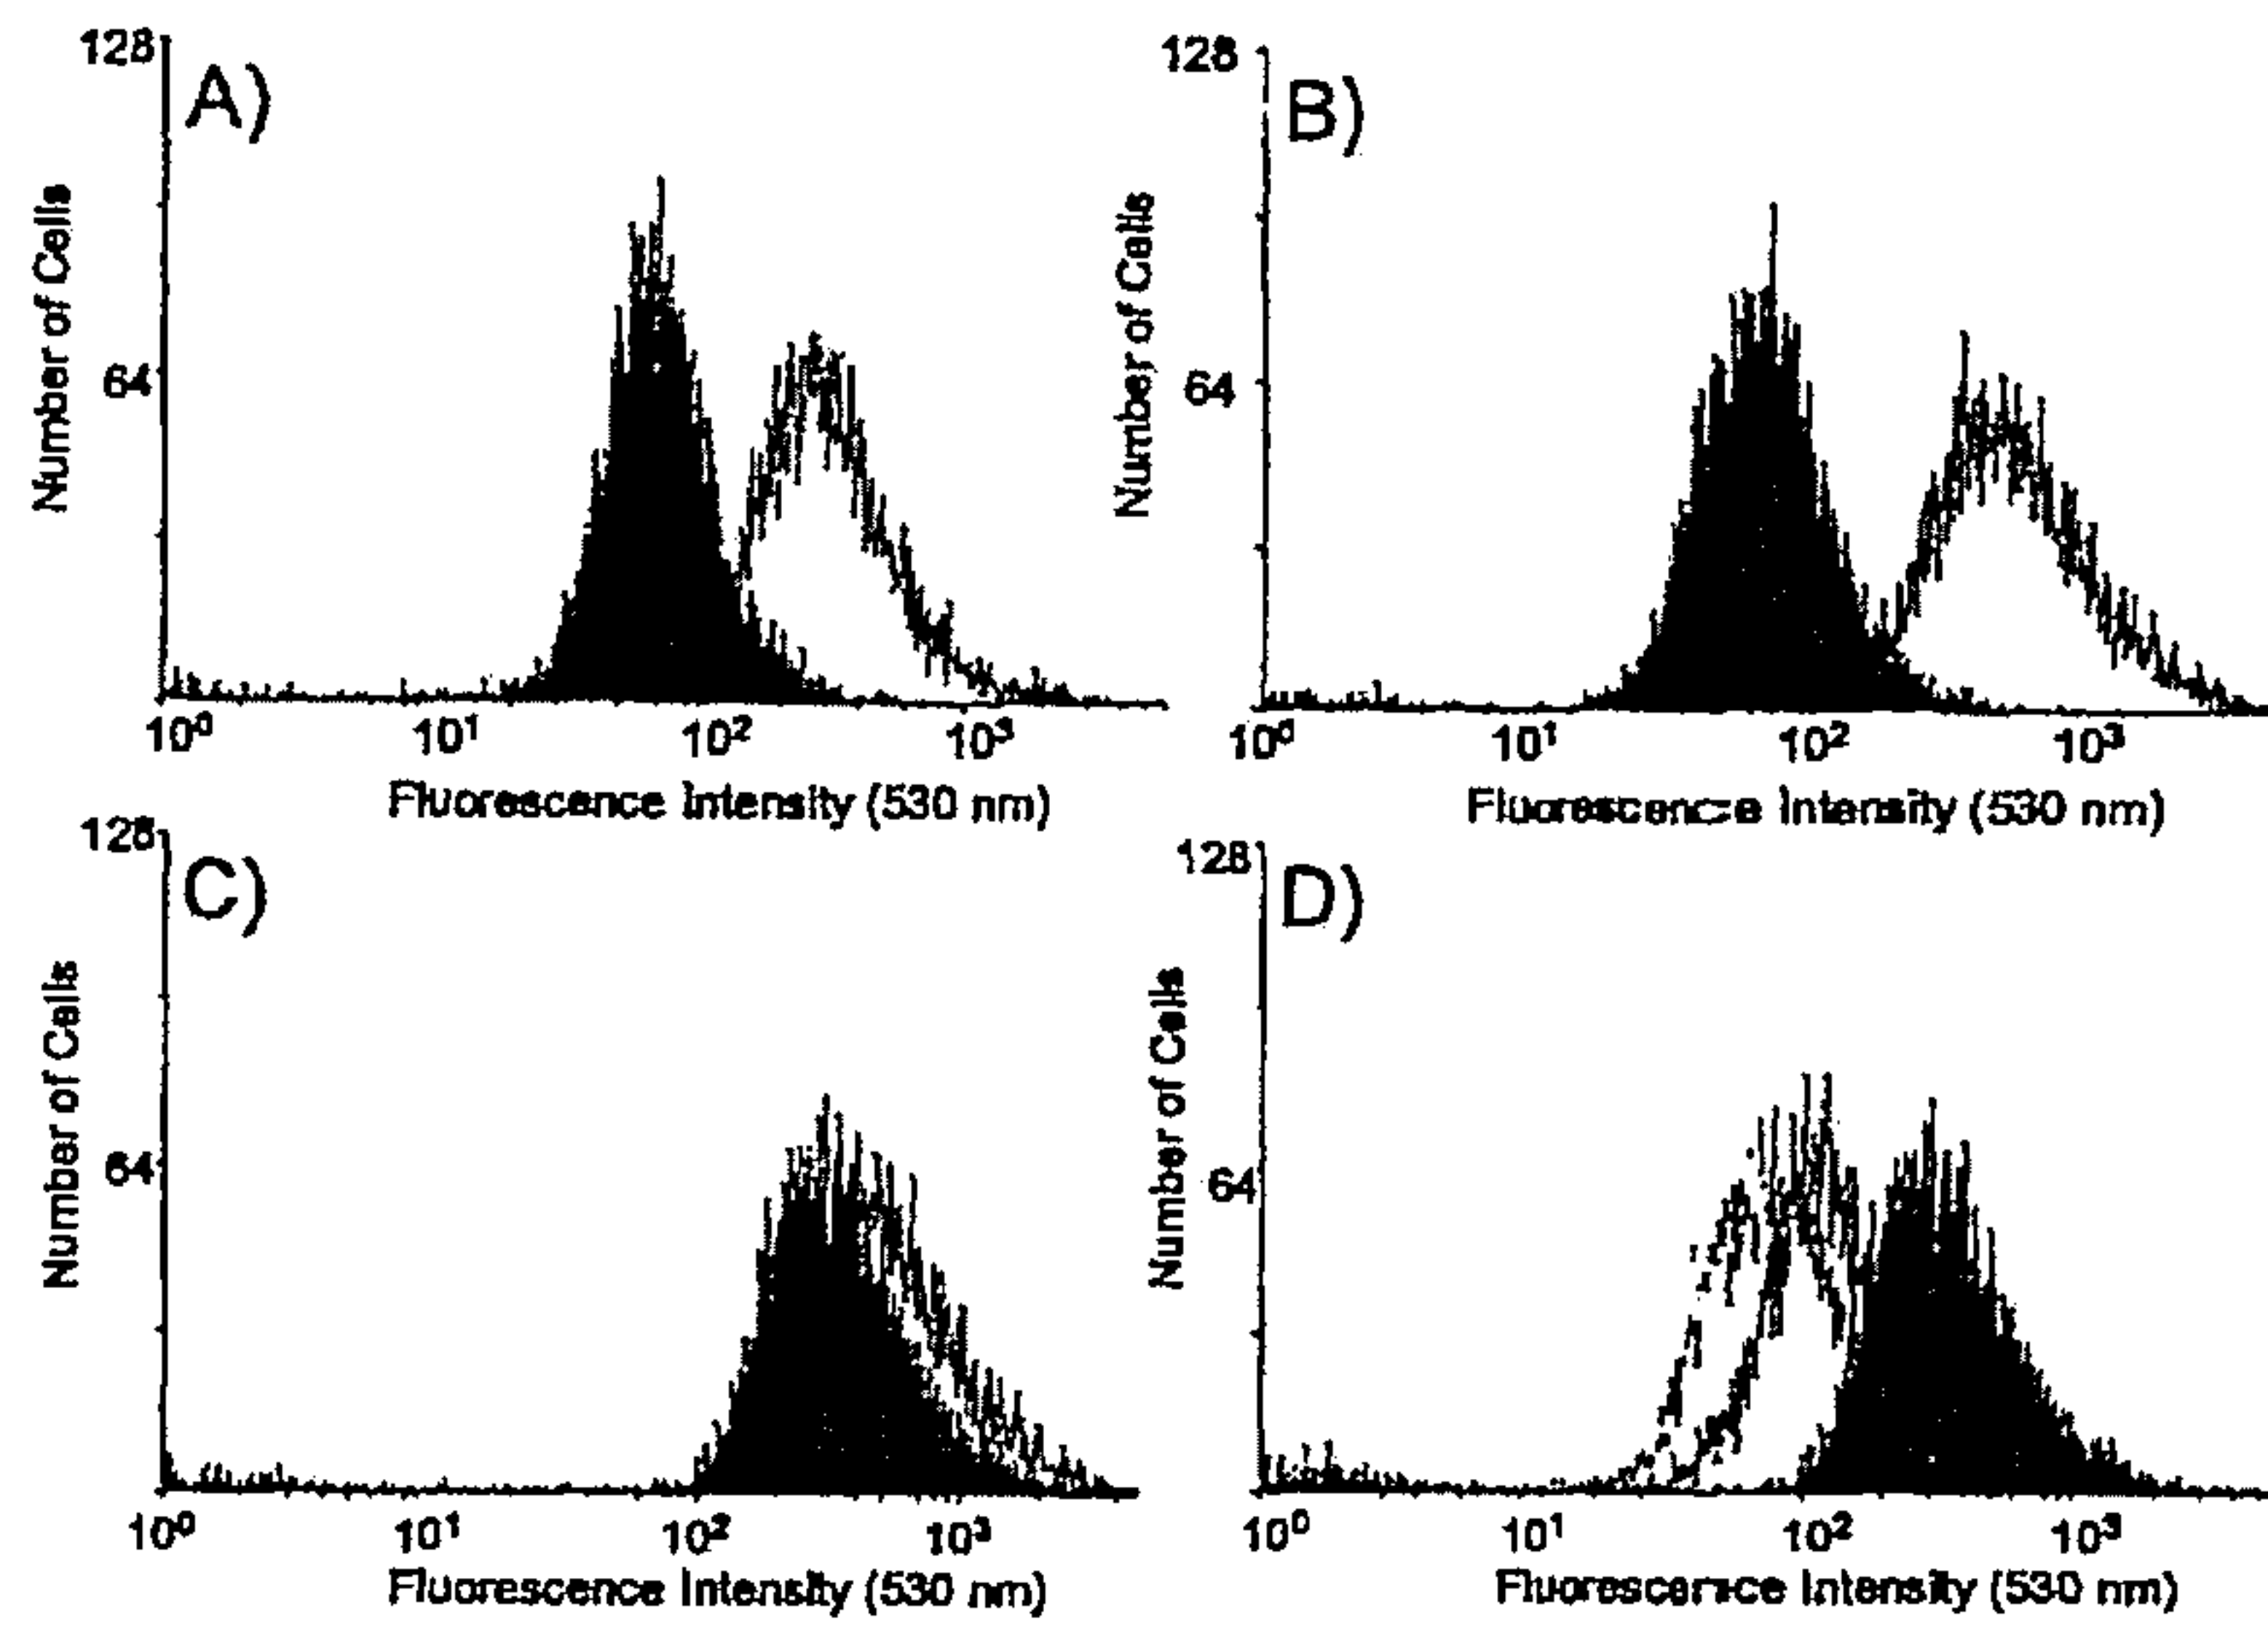 128
A)
Number of Cells
64
10⁰ 10¹ 10² 10³
Fluorescence Intensity (530 nm)
128
B)
Number of Cells
64
10⁰ 10¹ 10² 10³
Fluorescence Intensity (530 nm)
128
C)
Number of Cells
64
10⁰ 10¹ 10² 10³
Fluorescence Intensity (530 nm)
128
D)
Number of Cells
64
10⁰ 10¹ 10² 10³
Fluorescence Intensity (530 nm)